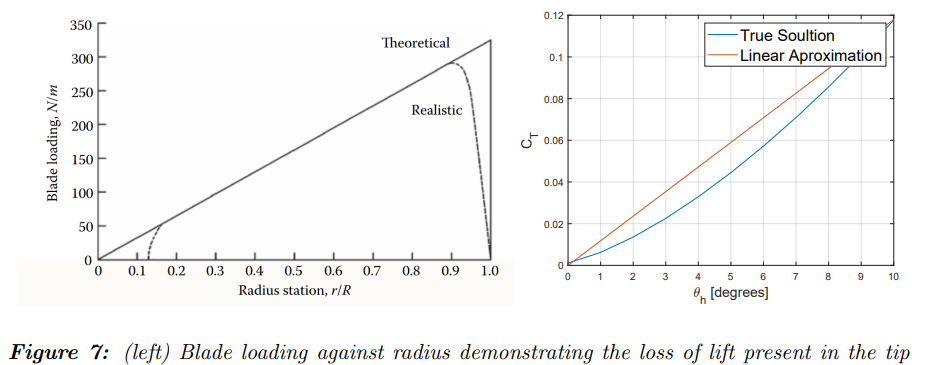 350
300
250
200
150
100
50
0
Blade loading, N/m
Theoretical
Realistic
0 0.1 0.2 0.3 0.4 0.5 0.6 0.7 0.8 0.9 1.0
Radius station, r/R
0.12
0.1
0.08
0.06
0.04
0.02
0
C_T
True Soultion
Linear Aproximation
0 1 2 3 4 5 6 7 8 9 10
θ_h [degrees]
Figure 7: (left) Blade loading against radius demonstrating the loss of lift present in the tip